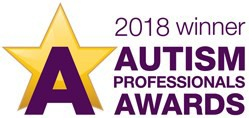 2018 winner
A AUTISM
PROFESSIONALS
AWARDS